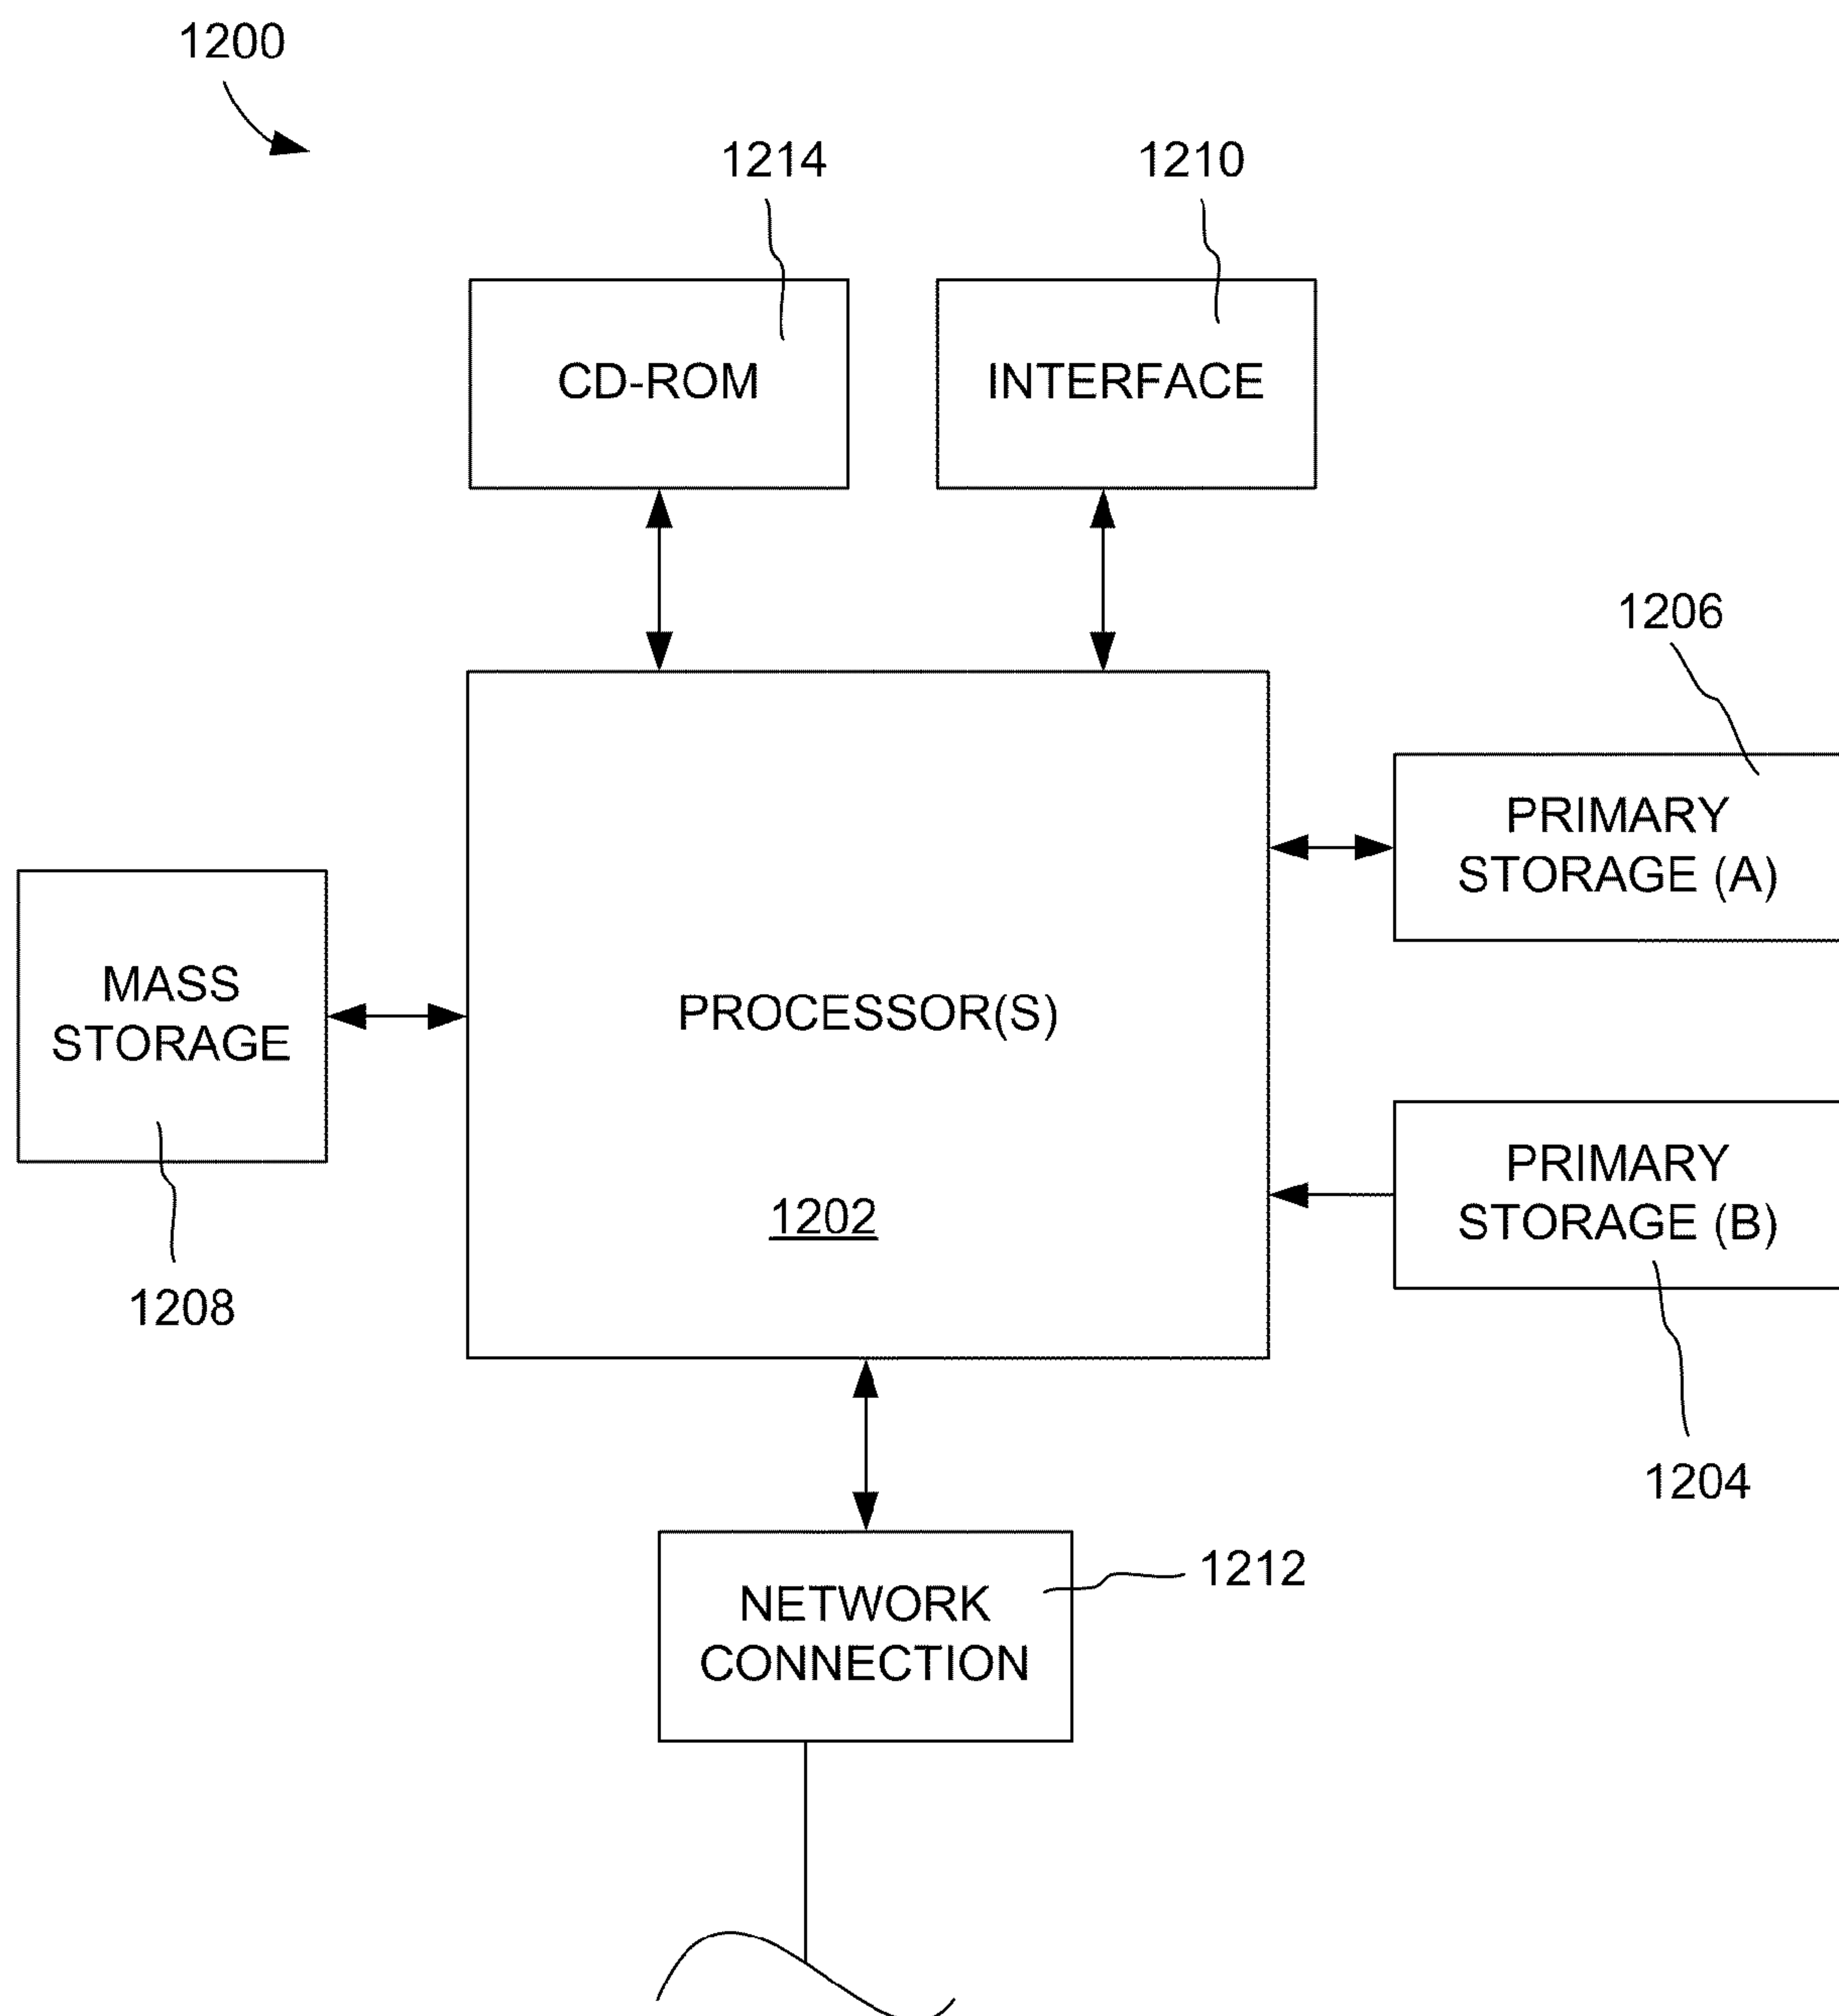 1200
1214
1210
CD-ROM
INTERFACE
1206
PRIMARY
STORAGE (A)
MASS
STORAGE
PROCESSOR(S)
PRIMARY
STORAGE (B)
1202
1208
1204
1212
NETWORK
CONNECTION